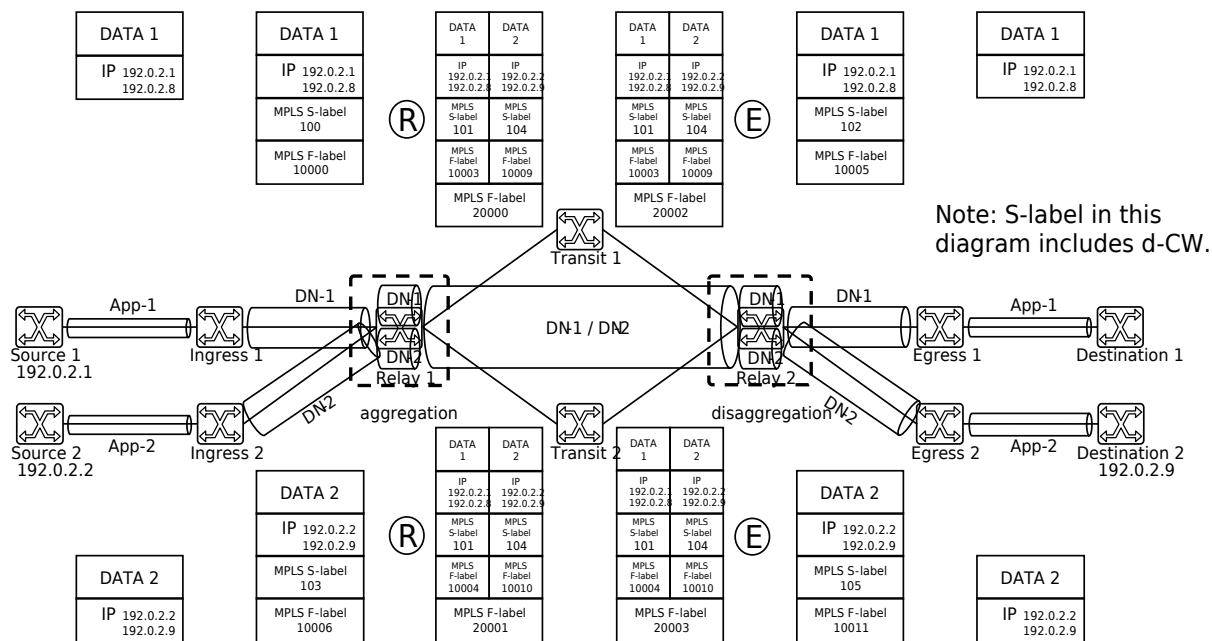 DATA 1
IP 192.0.2.1
192.0.2.8
DATA 1
IP 192.0.2.1
192.0.2.8
MPLS S-label
100
MPLS F-label
10000
R
DATA
1
DATA
2
IP
192.0.2.1
192.0.2.8
IP
192.0.2.2
192.0.2.9
MPLS
S-label
101
MPLS
S-label
104
MPLS
F-label
10003
MPLS
F-label
10009
MPLS F-label
20000
DATA
1
DATA
2
IP
192.0.2.1
192.0.2.8
IP
192.0.2.2
192.0.2.9
MPLS
S-label
101
MPLS
S-label
104
MPLS
F-label
10003
MPLS
F-label
10009
MPLS F-label
20002
E
DATA 1
IP 192.0.2.1
192.0.2.8
MPLS S-label
102
MPLS F-label
10005
DATA 1
IP 192.0.2.1
192.0.2.8
Note: S-label in this
diagram includes d-CW.
Transit 1
Source 1
192.0.2.1
App-1
Ingress 1
DN-1
DN-1
DN-2
Relay 1
DN-1 / DN-2
DN-1
DN-2
Relay 2
DN-1
Egress 1
App-1
Destination 1
aggregation
disaggregation
Source 2
192.0.2.2
App-2
Ingress 2
DN-2
Transit 2
DN-2
Egress 2
App-2
Destination 2
192.0.2.9
DATA 2
IP 192.0.2.2
192.0.2.9
DATA 2
IP 192.0.2.2
192.0.2.9
MPLS S-label
103
MPLS F-label
10006
R
DATA
1
DATA
2
IP
192.0.2.1
192.0.2.8
IP
192.0.2.2
192.0.2.9
MPLS
S-label
101
MPLS
S-label
104
MPLS
F-label
10004
MPLS
F-label
10010
MPLS F-label
20001
DATA
1
DATA
2
IP
192.0.2.1
192.0.2.8
IP
192.0.2.2
192.0.2.9
MPLS
S-label
101
MPLS
S-label
104
MPLS
F-label
10004
MPLS
F-label
10010
MPLS F-label
20003
E
DATA 2
IP 192.0.2.2
192.0.2.9
MPLS S-label
105
MPLS F-label
10011
DATA 2
IP 192.0.2.2
192.0.2.9